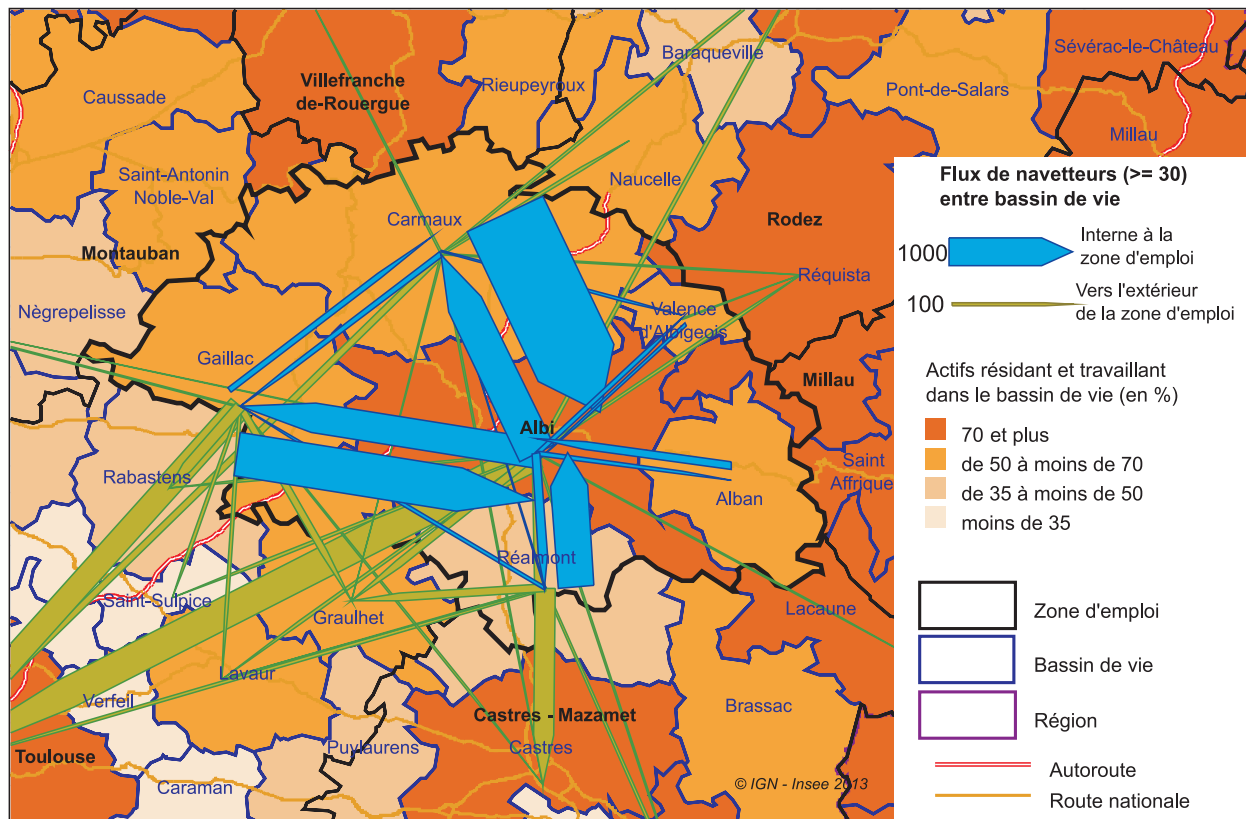 Baraqueville
Sévérac-le-Château
Villefranche
de-Rouergue
Rieupeyroux
Caussade
Pont-de-Salars
Millau
Saint-Antonin
Noble-Val
Naucelle
Carmaux
Rodez
Montauban
Réquista
Nègrepelisse
Valence
d'Albigeois
Gaillac
Millau
Albi
Rabastens
Alban
Saint
Affrique
Réalmont
Saint-Sulpice
Graulhet
Lacaune
Lavaur
Verfeil
Brassac
Castres - Mazamet
Castres
Puylaurens
Toulouse
Caraman
© IGN - Insee 2013
Flux de navetteurs (>= 30)
entre bassin de vie
1000
Interne à la
zone d'emploi
100
Vers l'extérieur
de la zone d'emploi
Actifs résidant et travaillant
dans le bassin de vie (en %)
70 et plus
de 50 à moins de 70
de 35 à moins de 50
moins de 35
Zone d'emploi
Bassin de vie
Région
Autoroute
Route nationale